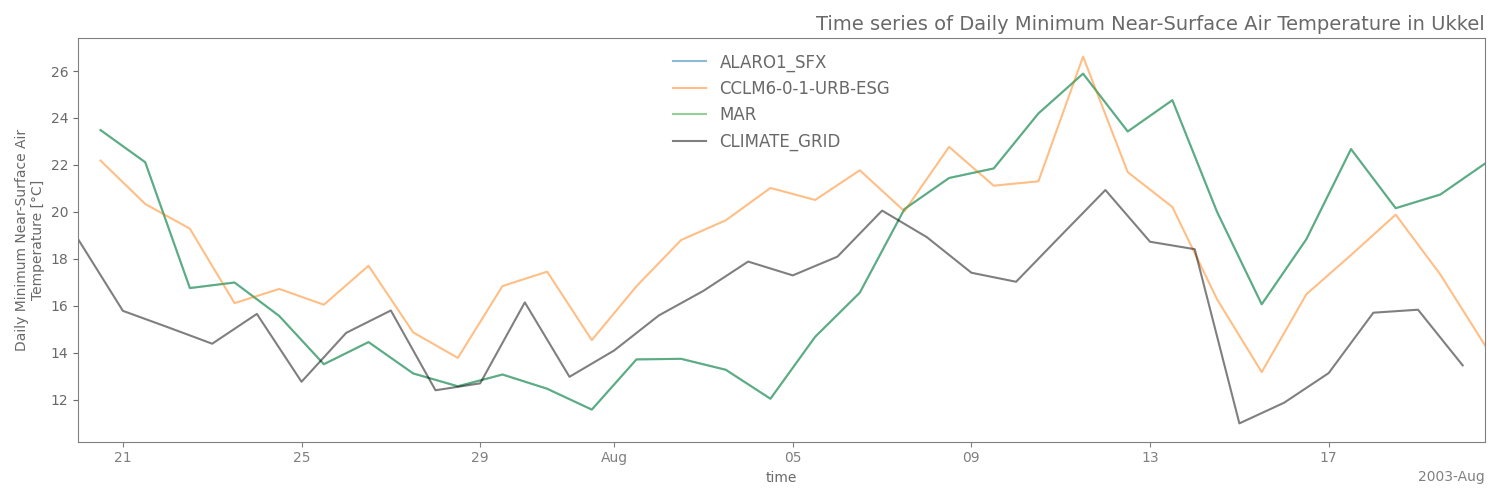 Time series of Daily Minimum Near-Surface Air Temperature in Ukkel
ALARO1_SFX
CCLM6-0-1-URB-ESG
MAR
CLIMATE_GRID
Daily Minimum Near-Surface Air
Temperature [°C]
26
24
22
20
18
16
14
12
21 25 29 Aug 05 09 13 17
time
2003-Aug